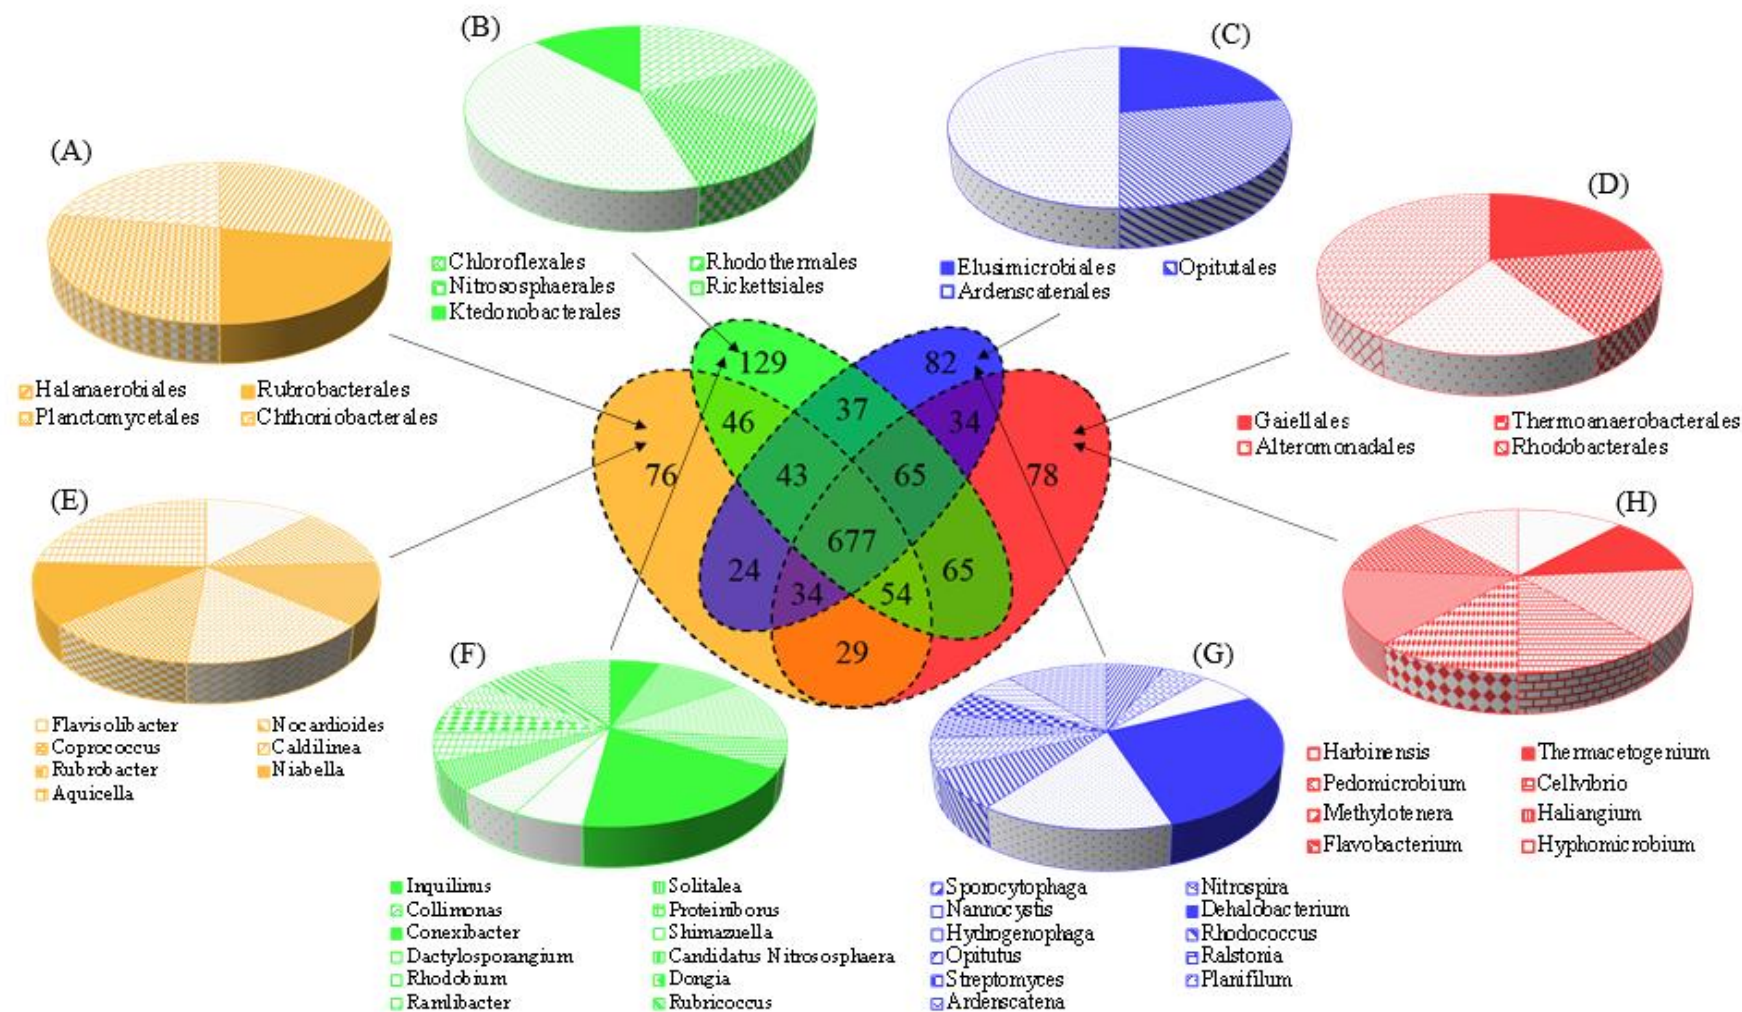 (B)
(C)
(A)
(D)
Chloroflexales Rhodothermales
Nitrososphaerales Rickettsiales
Ktedonobacterales
Elusimicrobiales Opitutales
Ardenscatenales
Halanaerobiales Rubrobacterales
Planctomycetales Chthoniobacterales
Gaiellales Thermoanaerobacterales
Alteromonadales Rhodobacterales
129 82
46 37 34
76 43 65 78
24 677 65
34 54
29
(E)
(H)
(F)
(G)
Flavisolibacter Nocardioides
Coprococcus Caldilinea
Rubrobacter Niabella
Aquicella
Harbinensis Thermacetogenium
Pedomicrobium Cellvibrio
Methylotenera Haliangium
Flavobacterium Hyphomicrobium
Inquilinus Solitalea
Collimonas Proteiniborus
Conexibacter Shimazuella
Dactylosporangium Candidatus Nitrososphaera
Rhodobium Dongia
Ramlibacter Rubricoccus
Sporocytophaga Nitrospira
Nannocystis Dehalobacterium
Hydrogenophaga Rhodococcus
Opitutus Ralstonia
Streptomyces Planifilum
Ardenscatena